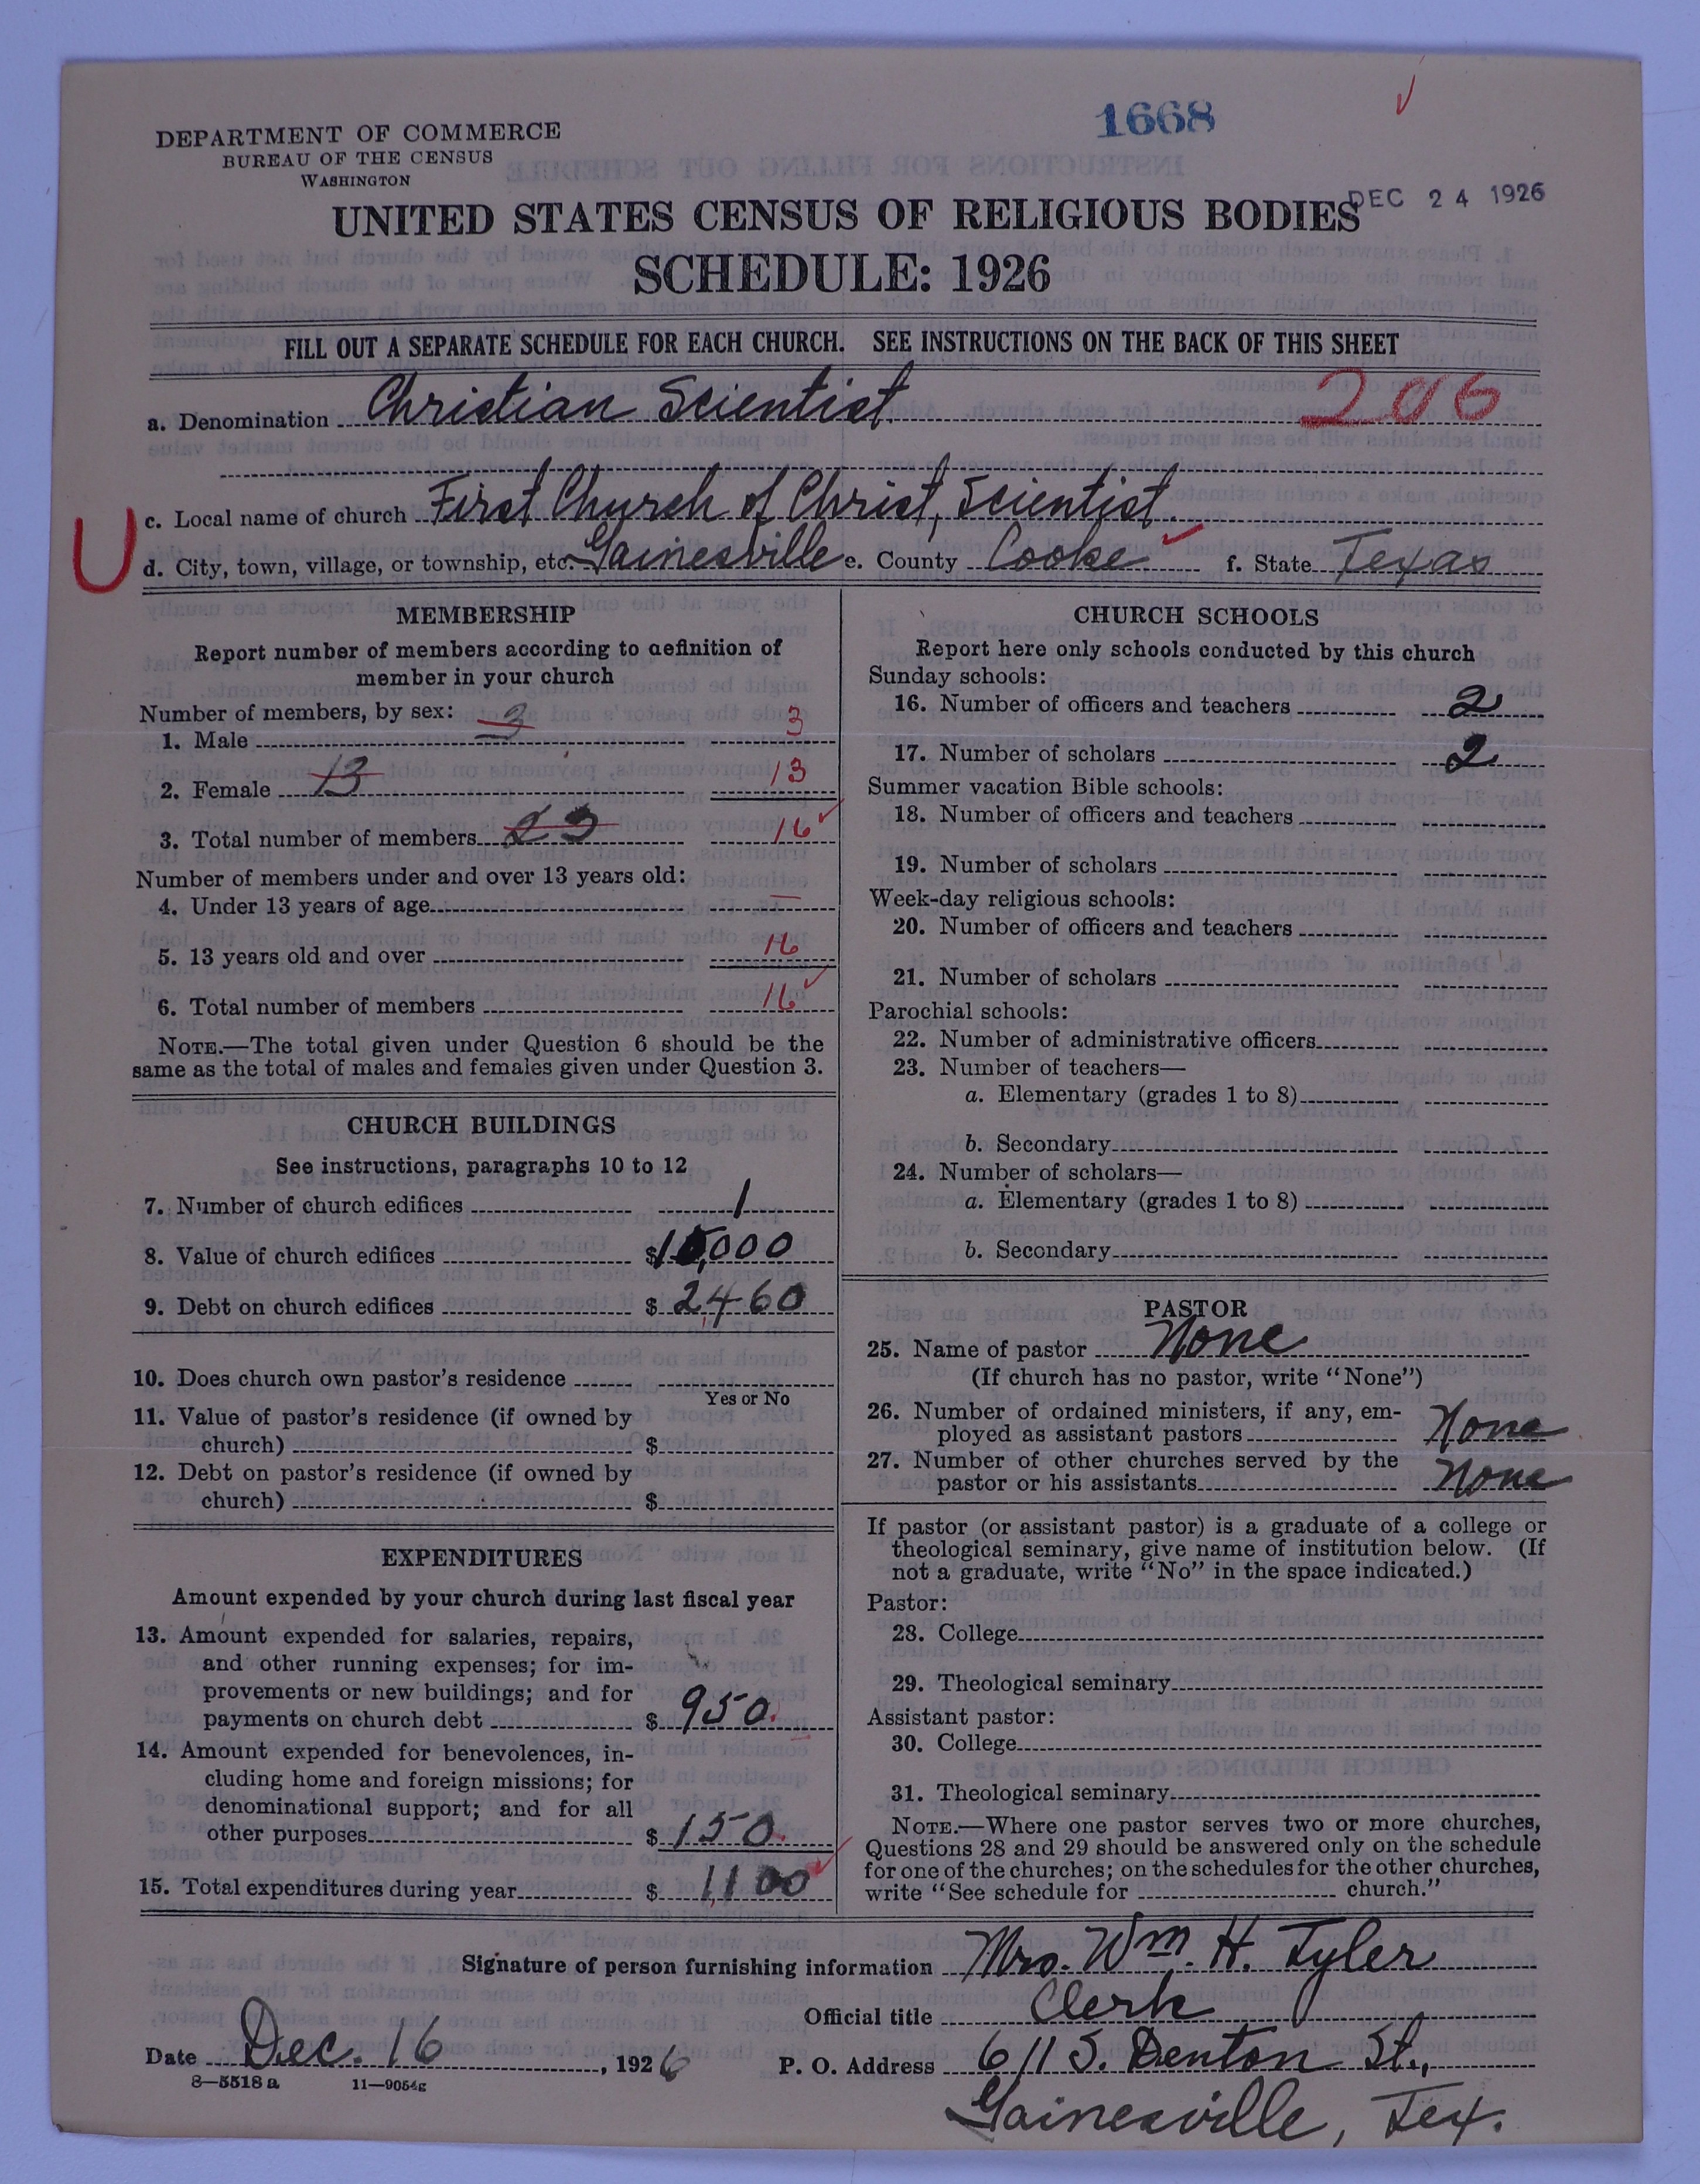 1668
DEPARTMENT OF COMMERCE
BUREAU OF THE CENSUS
WASHINGTON
DEC 24 1926
UNITED STATES CENSUS OF RELIGIOUS BODIES
SCHEDULE: 1926
FILL OUT A SEPARATE SCHEDULE FOR EACH CHURCH. SEE INSTRUCTIONS ON THE BACK OF THIS SHEET
a. Denomination Christian Scientist. 206
U
c. Local name of church First Church of Christ, Scientist.
d. City, town, village, or township, etc. Gainesville e. County Cooke f. State Texas
MEMBERSHIP
Report number of members according to definition of
member in your church
Number of members, by sex: 3
1. Male 3
2. Female 13 13
3. Total number of members 16
Number of members under and over 13 years old:
4. Under 13 years of age —
5. 13 years old and over 16
6. Total number of members 16
NOTE.—The total given under Question 6 should be the
same as the total of males and females given under Question 3.
CHURCH BUILDINGS
See instructions, paragraphs 10 to 12
7. Number of church edifices 1
8. Value of church edifices $15,000
9. Debt on church edifices $2,460
10. Does church own pastor's residence
Yes or No
11. Value of pastor's residence (if owned by
church) $
12. Debt on pastor's residence (if owned by
church) $
EXPENDITURES
Amount expended by your church during last fiscal year
13. Amount expended for salaries, repairs,
and other running expenses; for im-
provements or new buildings; and for
payments on church debt $ 950.
14. Amount expended for benevolences, in-
cluding home and foreign missions; for
denominational support; and for all
other purposes $ 150.
15. Total expenditures during year $ 1,100
CHURCH SCHOOLS
Report here only schools conducted by this church
Sunday schools:
16. Number of officers and teachers 2
17. Number of scholars 2
Summer vacation Bible schools:
18. Number of officers and teachers
19. Number of scholars
Week-day religious schools:
20. Number of officers and teachers
21. Number of scholars
Parochial schools:
22. Number of administrative officers
23. Number of teachers—
a. Elementary (grades 1 to 8)
b. Secondary
24. Number of scholars—
a. Elementary (grades 1 to 8)
b. Secondary
PASTOR
25. Name of pastor None
(If church has no pastor, write "None")
26. Number of ordained ministers, if any, em-
ployed as assistant pastors None
27. Number of other churches served by the
pastor or his assistants None
If pastor (or assistant pastor) is a graduate of a college or
theological seminary, give name of institution below. (If
not a graduate, write "No" in the space indicated.)
Pastor:
28. College
29. Theological seminary
Assistant pastor:
30. College
31. Theological seminary
NOTE.—Where one pastor serves two or more churches,
Questions 28 and 29 should be answered only on the schedule
for one of the churches; on the schedules for the other churches,
write "See schedule for church."
Signature of person furnishing information Mrs. Wm. H. Tyler
Official title Clerk
Date Dec. 16, 1926 P. O. Address 611 S. Denton St.,
8—5518 a 11—9054g
Gainesville, Tex.